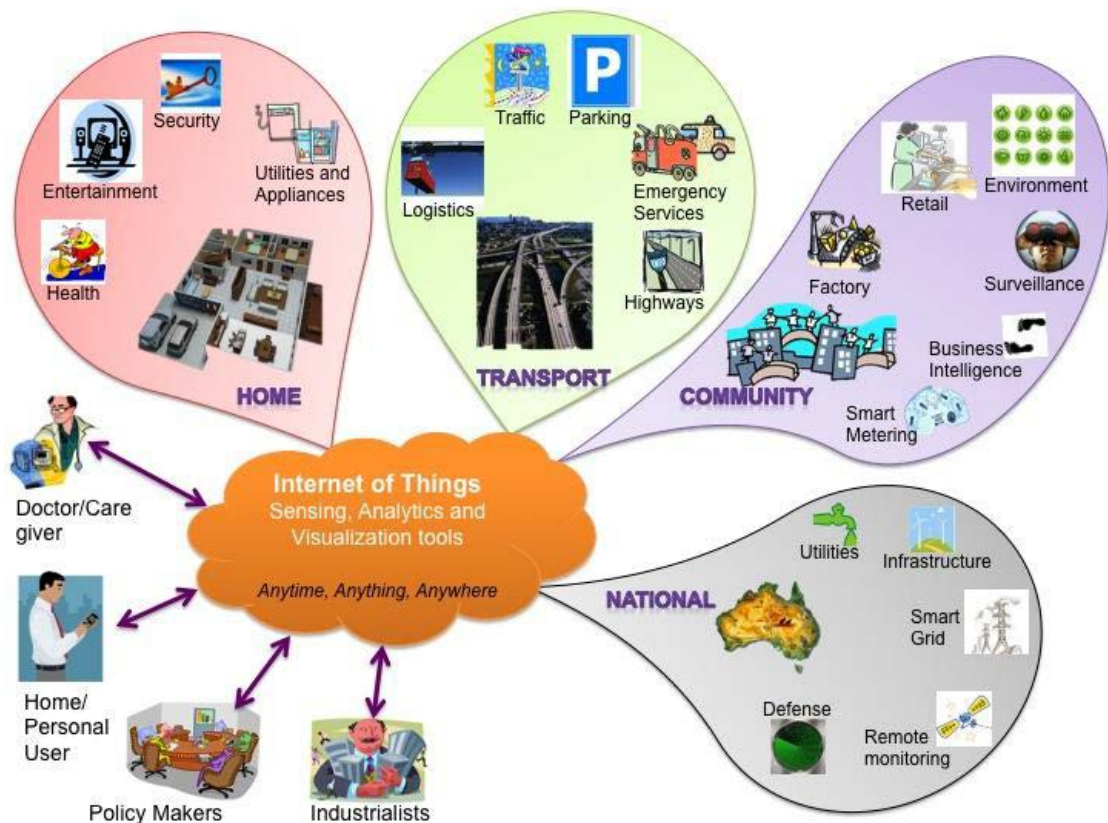 Security
Entertainment
Utilities and
Appliances
Health
HOME
Traffic
P
Parking
Logistics
Emergency
Services
Highways
TRANSPORT
Retail
Environment
Factory
Surveillance
Business
Intelligence
Smart
Metering
COMMUNITY
Internet of Things
Sensing, Analytics and
Visualization tools
Anytime, Anything, Anywhere
Utilities
Infrastructure
NATIONAL
Smart
Grid
Defense
Remote
monitoring
Doctor/Care
giver
Home/
Personal
User
Policy Makers
Industrialists